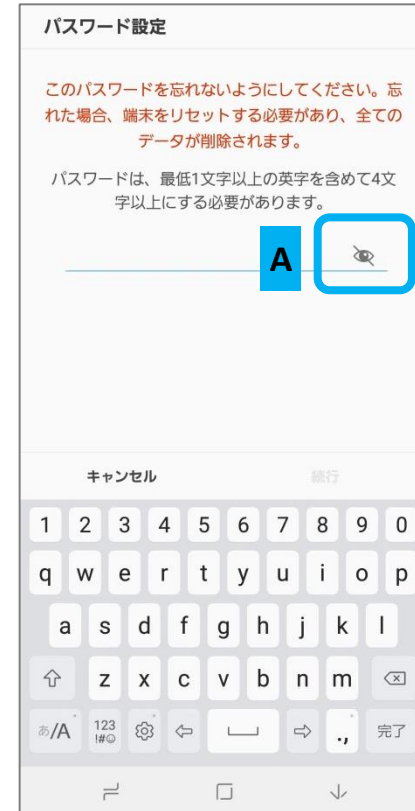 パスワード設定
このパスワードを忘れないようにしてください。忘
れた場合、端末をリセットする必要があり、全ての
データが削除されます。
パスワードは、最低1文字以上の英字を含めて4文
字以上にする必要があります。
A
キャンセル 続行
1 2 3 4 5 6 7 8 9 0
q w e r t y u i o p
a s d f g h j k l
z x c v b n m
あ/A 123 ., 完了
!#☺